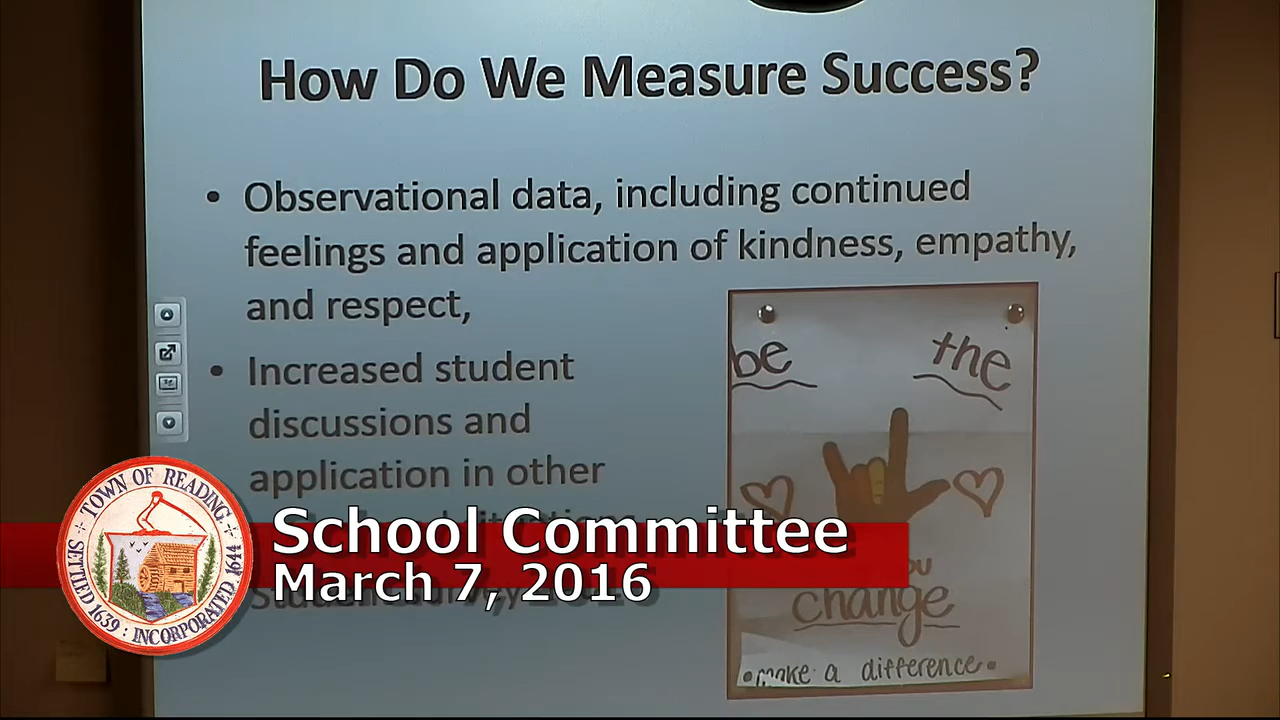 How Do We Measure Success?
• Observational data, including continued
feelings and application of kindness, empathy,
and respect,
• Increased student
discussions and
application in other
be
the
change
•make a difference•
TOWN OF READING
SETTLED 1639 : INCORPORATED 1644
School Committee
March 7, 2016